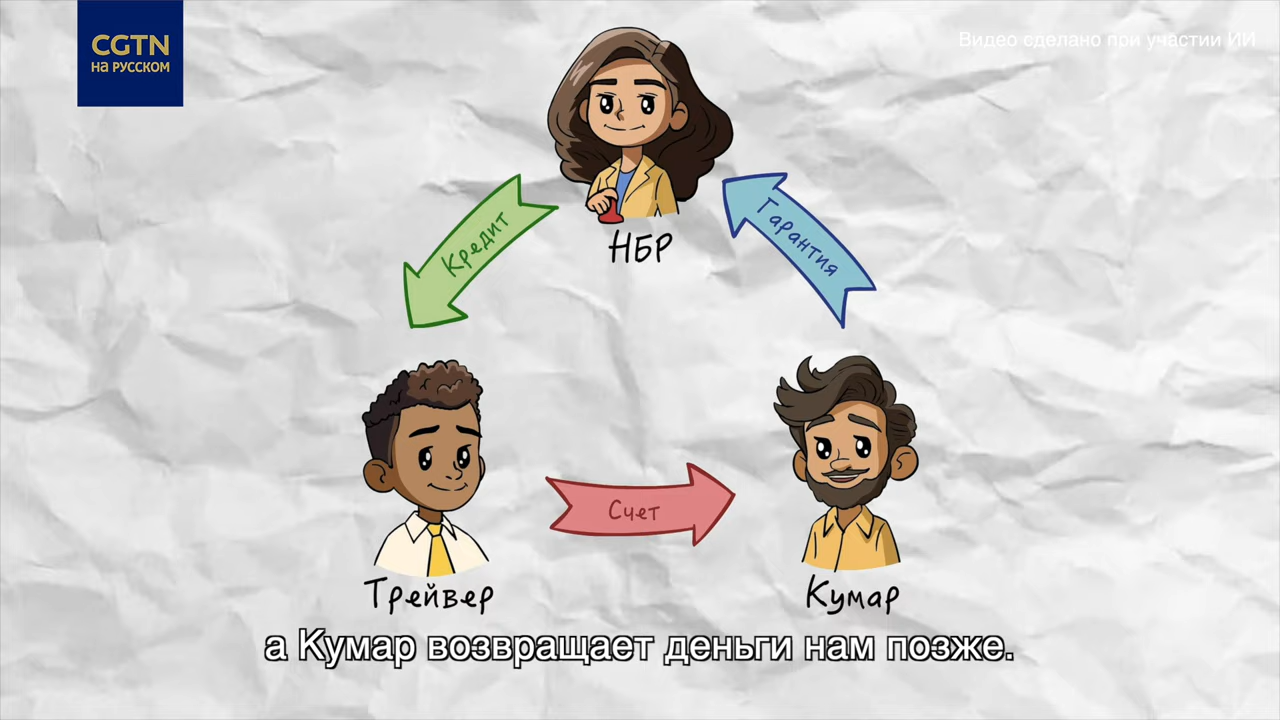 CGTN
НА РУССКОМ
Видео сделано при участии ИИ
НБР
Кредит
Гарантия
Счет
Трейвер
Кумар
а Кумар возвращает деньги нам позже.